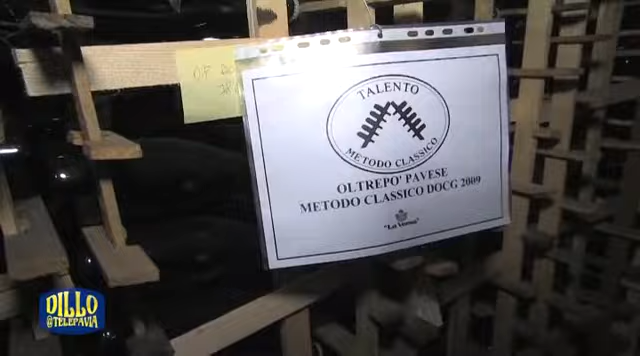 TALENTO
METODO CLASSICO
OLTREPO' PAVESE
METODO CLASSICO DOCG 2009
"La Versa"
DILLO
@TELEPAVIA